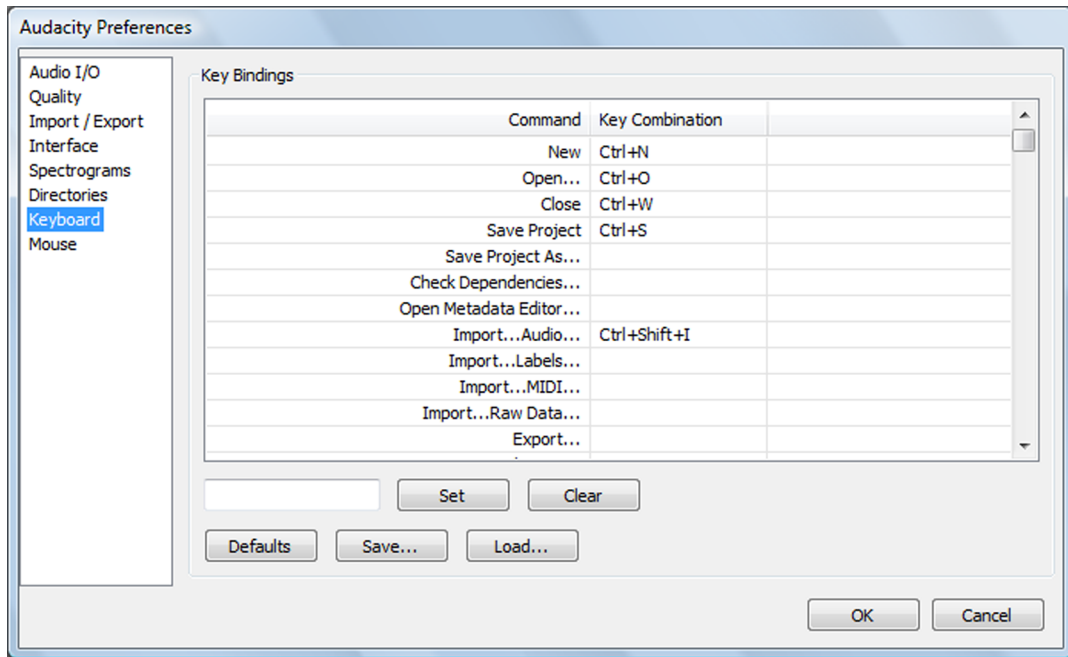 Audacity Preferences
Audio I/O
Quality
Import / Export
Interface
Spectrograms
Directories
Keyboard
Mouse
Key Bindings
Command Key Combination
New Ctrl+N
Open... Ctrl+O
Close Ctrl+W
Save Project Ctrl+S
Save Project As...
Check Dependencies...
Open Metadata Editor...
Import...Audio... Ctrl+Shift+I
Import...Labels...
Import...MIDI...
Import...Raw Data...
Export...
Set Clear
Defaults Save... Load...
OK Cancel